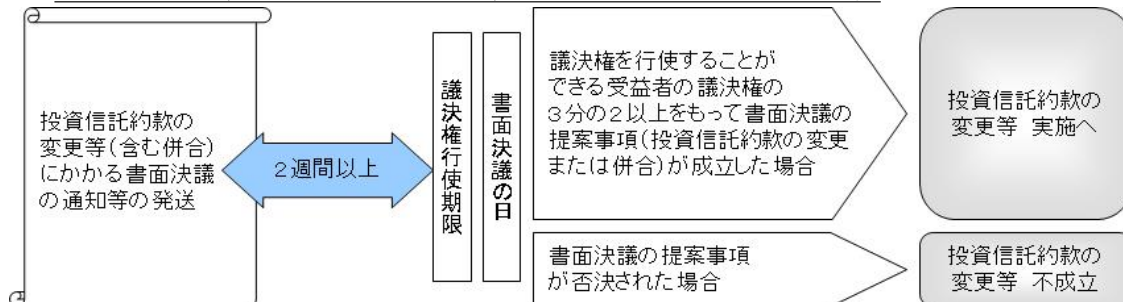 投資信託約款の
変更等(含む併合)
にかかる書面決議
の通知等の発送
2週間以上
議決権行使期限
書面決議の日
議決権を行使することが
できる受益者の議決権の
3分の2以上をもって書面決議の
提案事項(投資信託約款の変更
または併合)が成立した場合
投資信託約款の
変更等 実施へ
書面決議の提案事項
が否決された場合
投資信託約款の
変更等 不成立